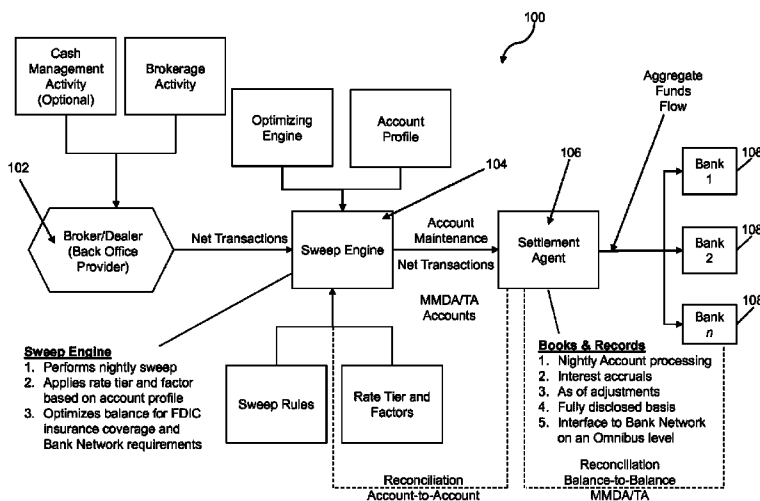 100
Cash
Management
Activity
(Optional)
Brokerage
Activity
Optimizing
Engine
Account
Profile
Aggregate
Funds
Flow
102
104
106
Bank
1
108
Broker/Dealer
(Back Office
Provider)
Net Transactions
Sweep Engine
Account
Maintenance
Net Transactions
Settlement
Agent
Bank
2
108
MMDA/TA
Accounts
Bank
n
108
Sweep Engine
1. Performs nightly sweep
2. Applies rate tier and factor
based on account profile
3. Optimizes balance for FDIC
insurance coverage and
Bank Network requirements
Sweep Rules
Rate Tier and
Factors
Books & Records
1. Nightly Account processing
2. Interest accruals
3. As of adjustments
4. Fully disclosed basis
5. Interface to Bank Network
on an Omnibus level
Reconciliation
Account-to-Account
Reconciliation
Balance-to-Balance
MMDA/TA